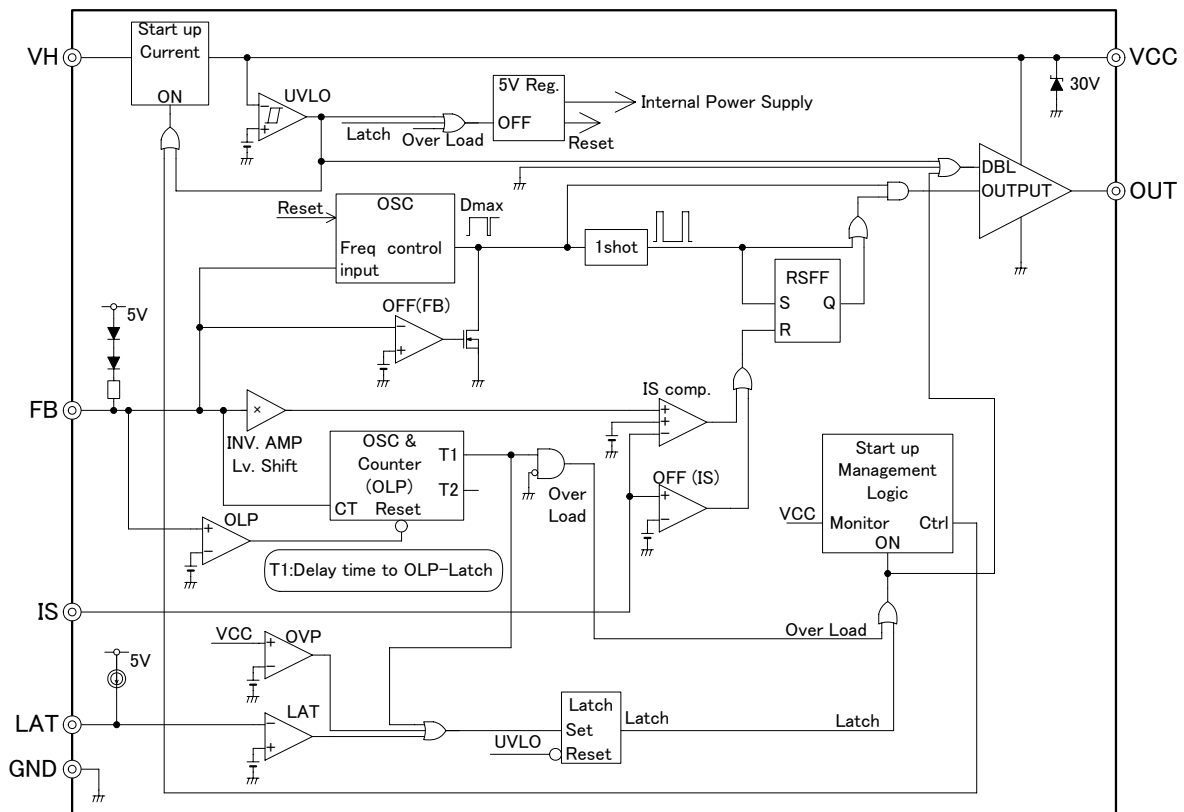 VH
Start up
Current
ON
VCC
30V
UVLO
5V Reg.
OFF
Internal Power Supply
Reset
Latch
Over Load
DBL
OUTPUT
OUT
Reset
OSC
Freq control
input
Dmax
1shot
RSFF
S
Q
R
5V
OFF(FB)
FB
×
INV. AMP
Lv. Shift
IS comp.
OSC &
Counter
(OLP)
CT
Reset
T1
T2
Over
Load
OFF (IS)
Start up
Management
Logic
VCC
Monitor
Ctrl
ON
OLP
T1:Delay time to OLP-Latch
IS
Over Load
VCC
OVP
5V
LAT
LAT
Latch
Set
Reset
UVLO
Latch
Latch
GND